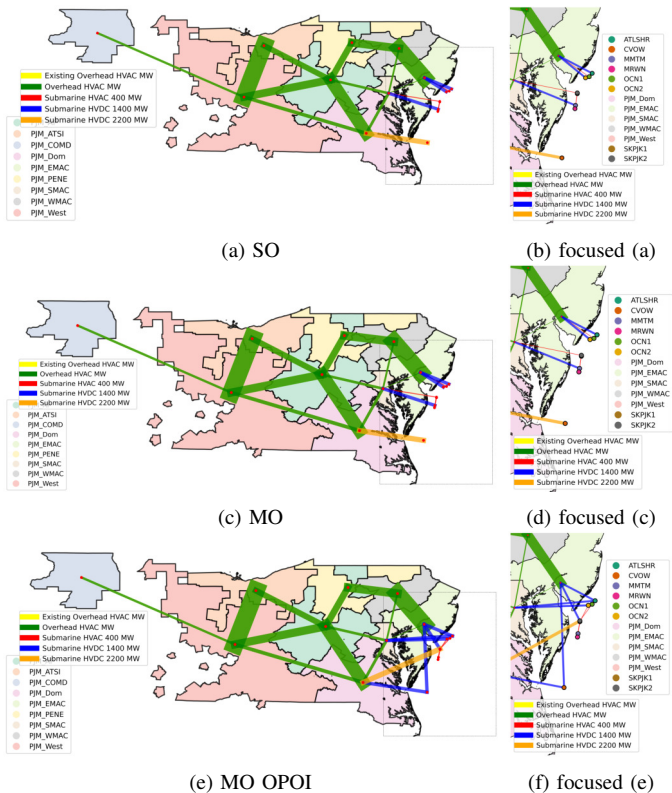 Existing Overhead HVAC MW
Overhead HVAC MW
Submarine HVAC 400 MW
Submarine HVDC 1400 MW
Submarine HVDC 2200 MW
PJM_ATSI
PJM_COMD
PJM_Dom
PJM_EMAC
PJM_PENE
PJM_SMAC
PJM_WMAC
PJM_West
ATLSHR
CVOW
MMTM
MRWN
OCN1
OCN2
PJM_Dom
PJM_EMAC
PJM_SMAC
PJM_WMAC
PJM_West
SKPJK1
SKPJK2
Existing Overhead HVAC MW
Overhead HVAC MW
Submarine HVAC 400 MW
Submarine HVDC 1400 MW
Submarine HVDC 2200 MW
(a) SO
(b) focused (a)
Existing Overhead HVAC MW
Overhead HVAC MW
Submarine HVAC 400 MW
Submarine HVDC 1400 MW
Submarine HVDC 2200 MW
PJM_ATSI
PJM_COMD
PJM_Dom
PJM_EMAC
PJM_PENE
PJM_SMAC
PJM_WMAC
PJM_West
ATLSHR
CVOW
MMTM
MRWN
OCN1
OCN2
PJM_Dom
PJM_EMAC
PJM_SMAC
PJM_WMAC
PJM_West
SKPJK1
SKPJK2
Existing Overhead HVAC MW
Overhead HVAC MW
Submarine HVAC 400 MW
Submarine HVDC 1400 MW
Submarine HVDC 2200 MW
(c) MO
(d) focused (c)
Existing Overhead HVAC MW
Overhead HVAC MW
Submarine HVAC 400 MW
Submarine HVDC 1400 MW
Submarine HVDC 2200 MW
PJM_ATSI
PJM_COMD
PJM_Dom
PJM_EMAC
PJM_PENE
PJM_SMAC
PJM_WMAC
PJM_West
ATLSHR
CVOW
MMTM
MRWN
OCN1
OCN2
PJM_Dom
PJM_EMAC
PJM_SMAC
PJM_WMAC
PJM_West
SKPJK1
SKPJK2
Existing Overhead HVAC MW
Overhead HVAC MW
Submarine HVAC 400 MW
Submarine HVDC 1400 MW
Submarine HVDC 2200 MW
(e) MO OPOI
(f) focused (e)